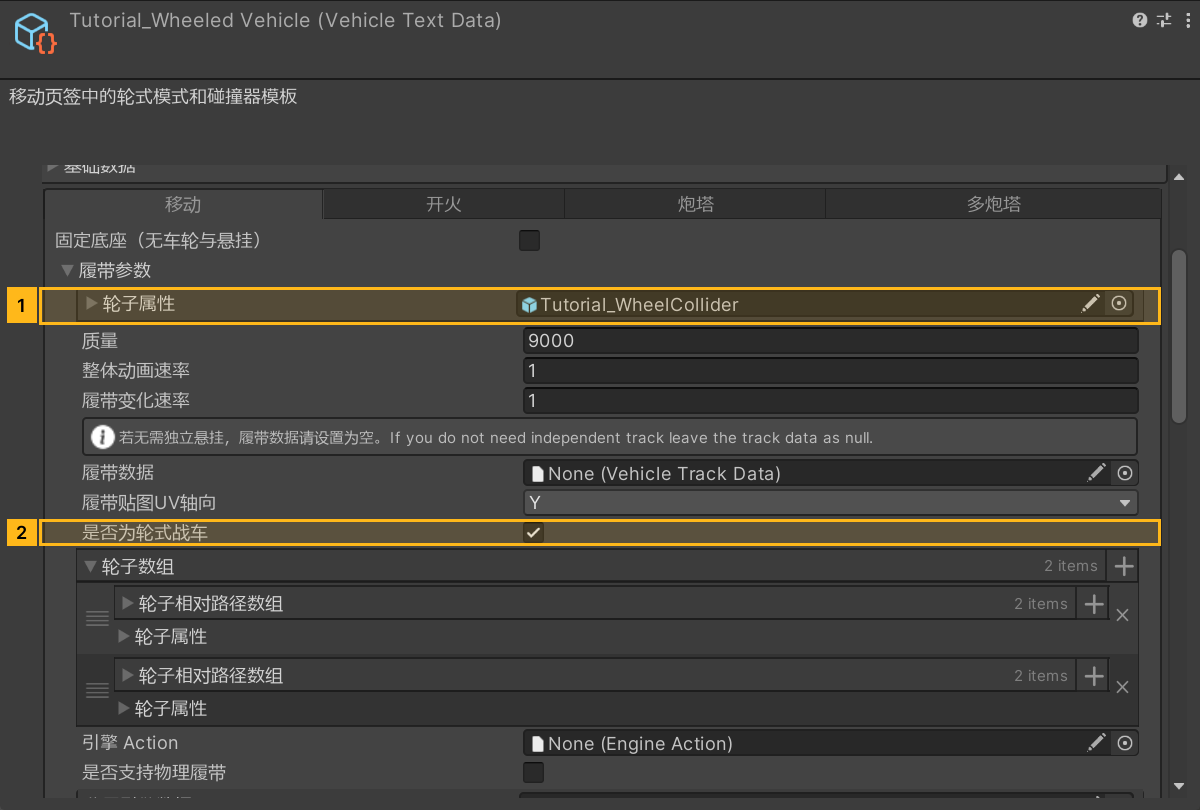 Tutorial_Wheeled Vehicle (Vehicle Text Data)
移动页签中的轮式模式和碰撞器模板
基础数据
移动 开火 炮塔 多炮塔
固定底座（无车轮与悬挂）
履带参数
1 轮子属性 Tutorial_WheelCollider
质量 9000
整体动画速率 1
履带变化速率 1
若无需独立悬挂，履带数据请设置为空。If you do not need independent track leave the track data as null.
履带数据 None (Vehicle Track Data)
履带贴图UV轴向 Y
2 是否为轮式战车
轮子数组 2 items
轮子相对路径数组 2 items
轮子属性
轮子相对路径数组 2 items
轮子属性
引擎 Action None (Engine Action)
是否支持物理履带